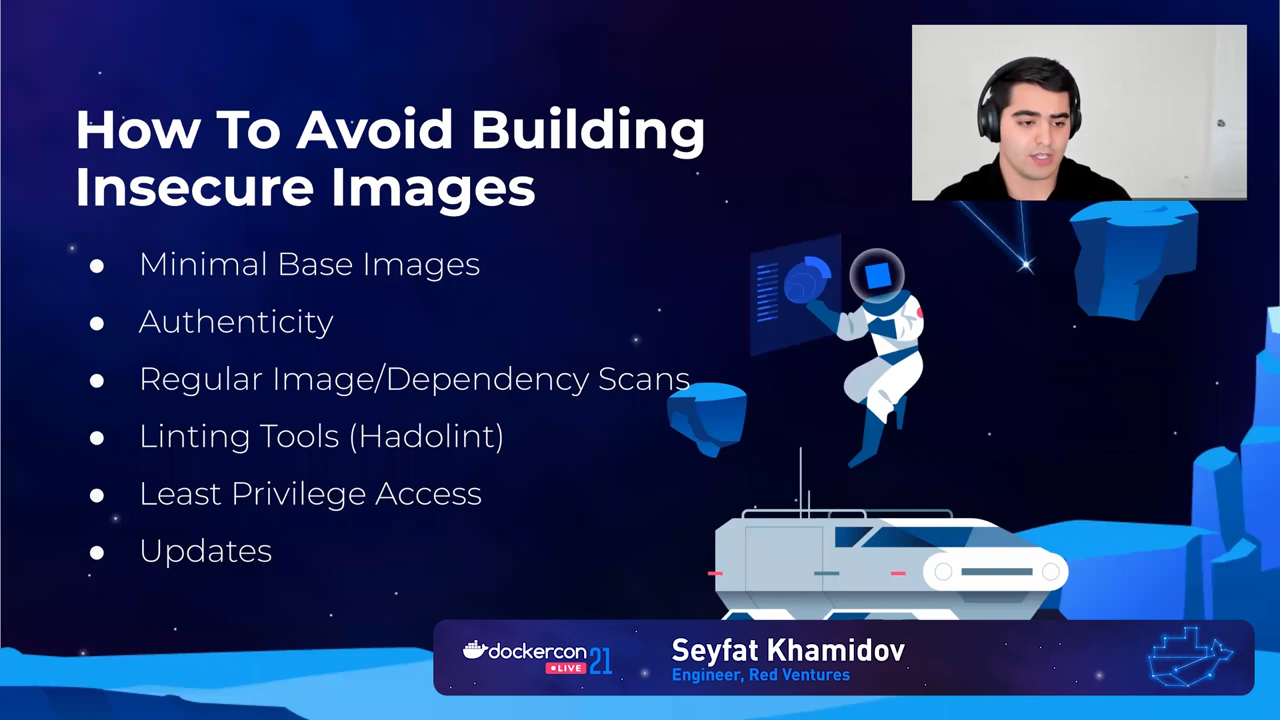 How To Avoid Building
Insecure Images
● Minimal Base Images
● Authenticity
● Regular Image/Dependency Scans
● Linting Tools (Hadolint)
● Least Privilege Access
● Updates
dockercon
LIVE
21
Seyfat Khamidov
Engineer, Red Ventures